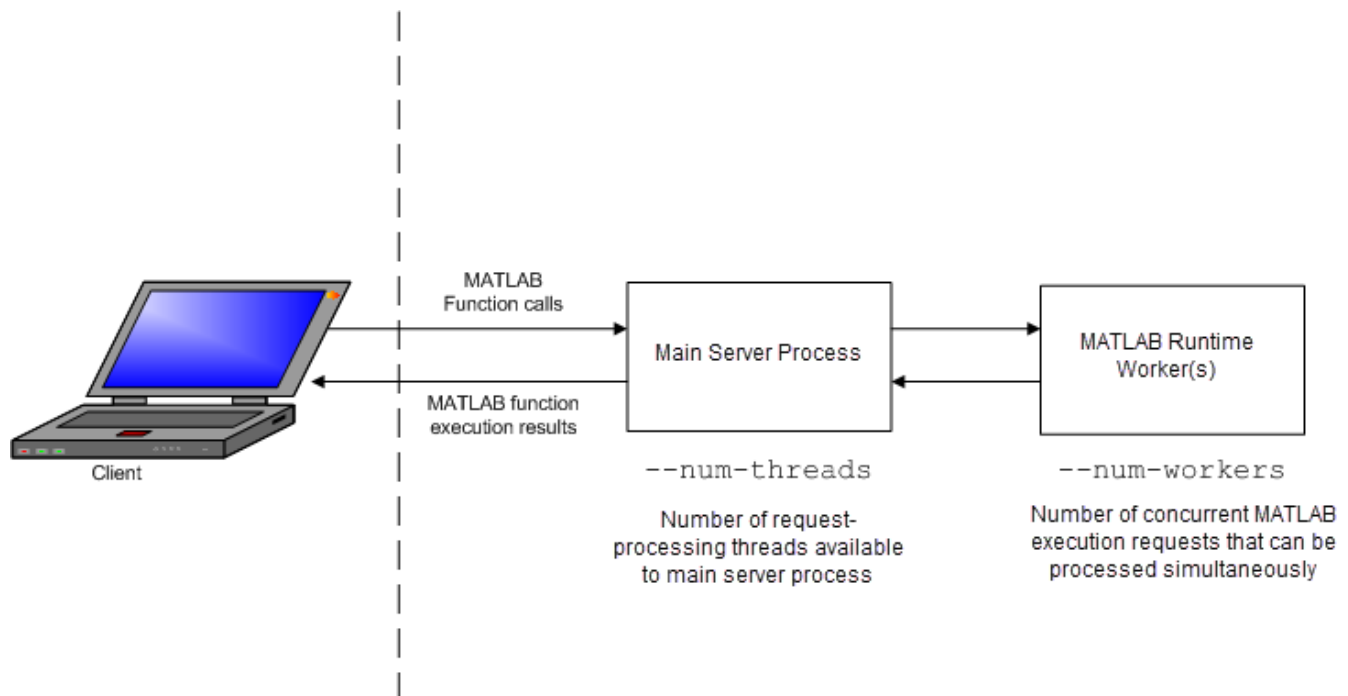 MATLAB
Function calls
Main Server Process
MATLAB Runtime
Worker(s)
MATLAB function
execution results
Client
--num-threads
Number of request-
processing threads available
to main server process
--num-workers
Number of concurrent MATLAB
execution requests that can be
processed simultaneously